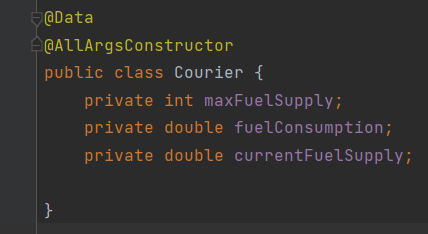 @Data
@AllArgsConstructor
public class Courier {
    private int maxFuelSupply;
    private double fuelConsumption;
    private double currentFuelSupply;
}